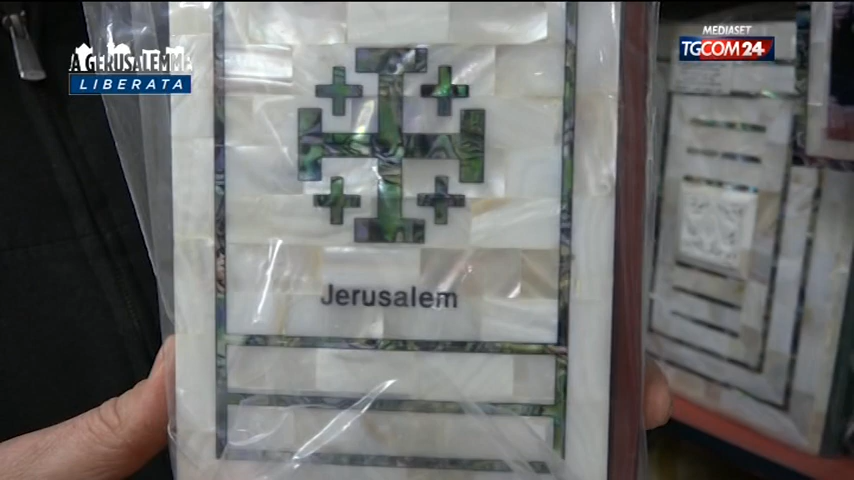 A GERUSALEMME
LIBERATA
MEDIASET
TGCOM24
Jerusalem